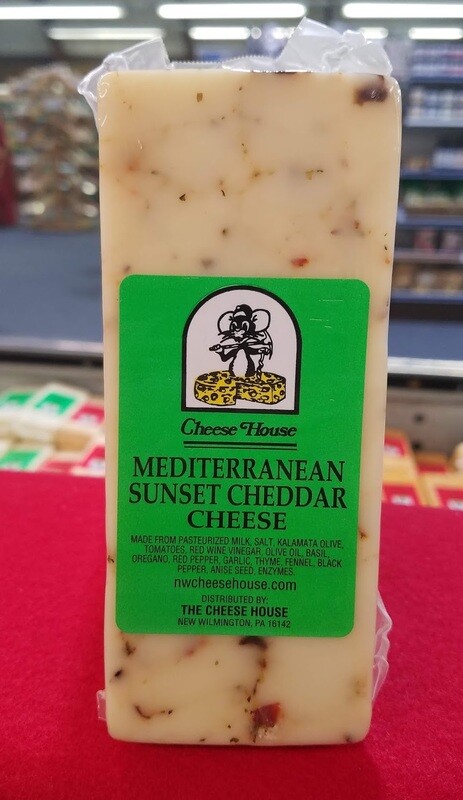 Cheese House
MEDITERRANEAN
SUNSET CHEDDAR
CHEESE
MADE FROM PASTEURIZED MILK, SALT, KALAMATA OLIVE,
TOMATOES, RED WINE VINEGAR, OLIVE OIL, BASIL,
OREGANO, RED PEPPER, GARLIC, THYME, FENNEL, BLACK
PEPPER, ANISE SEED, ENZYMES.
nwcheesehouse.com
DISTRIBUTED BY:
THE CHEESE HOUSE
NEW WILMINGTON, PA 16142